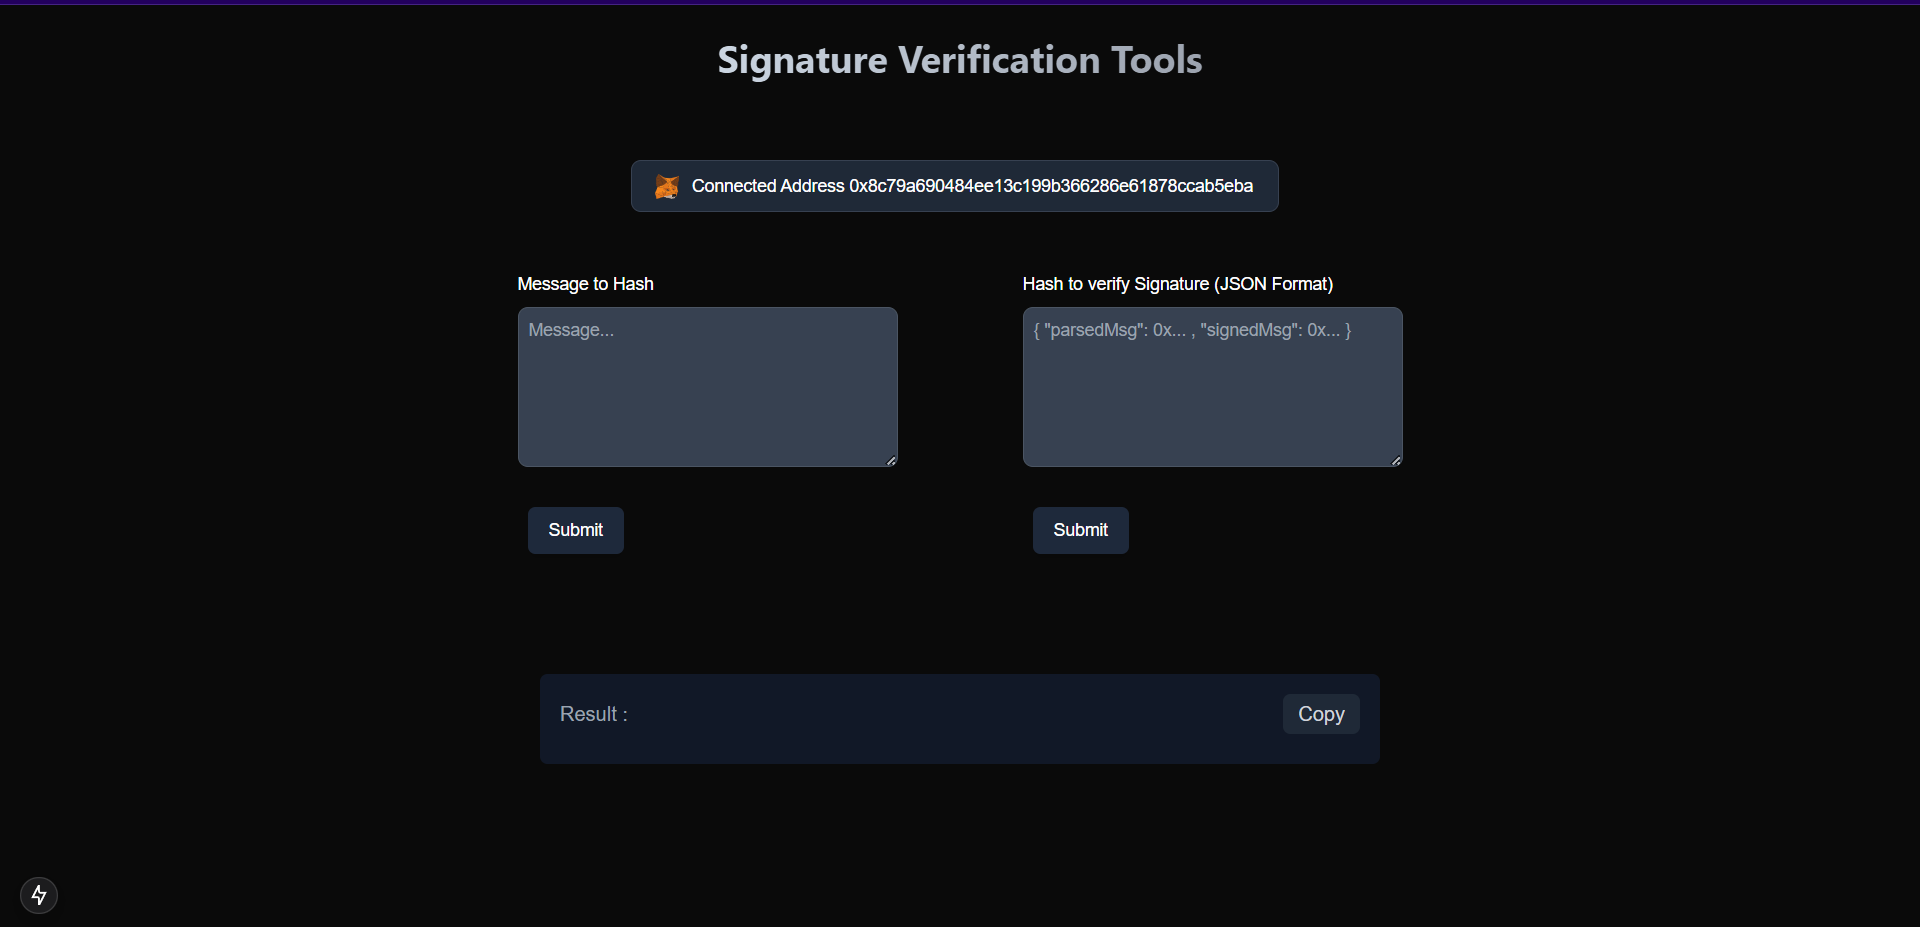 Signature Verification Tools
Connected Address 0x8c79a690484ee13c199b366286e61878ccab5eba
Message to Hash
Message...
Submit
Hash to verify Signature (JSON Format)
{ "parsedMsg": 0x... , "signedMsg": 0x... }
Submit
Result :
Copy